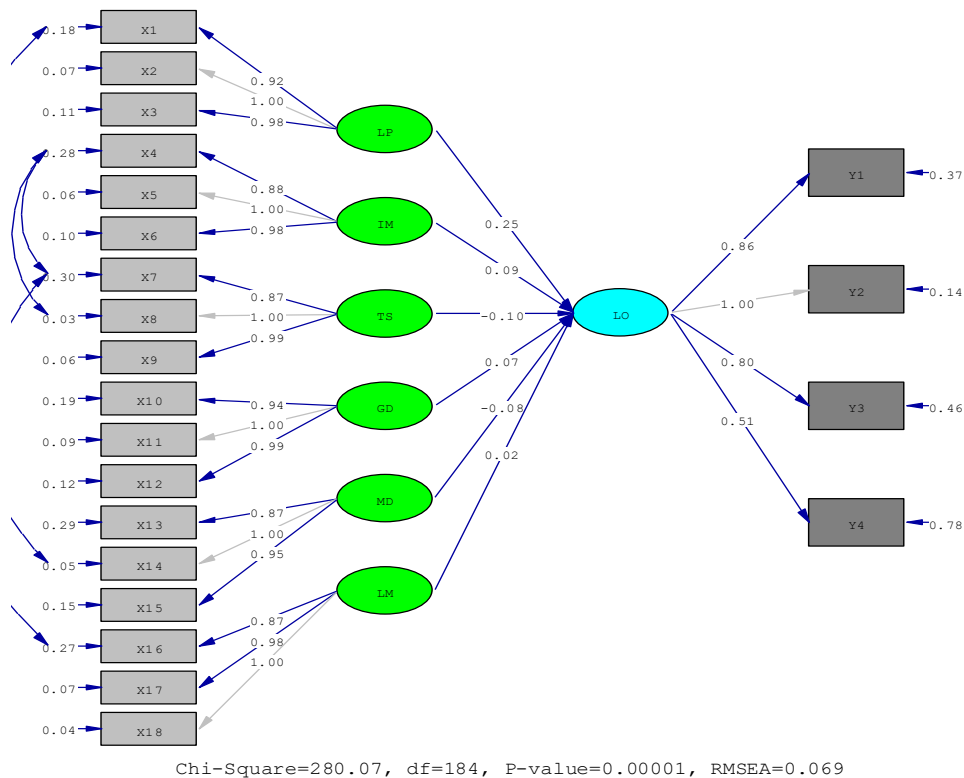 0.18 X1
0.07 X2
0.11 X3
0.28 X4
0.06 X5
0.10 X6
0.30 X7
0.03 X8
0.06 X9
0.19 X10
0.09 X11
0.12 X12
0.29 X13
0.05 X14
0.15 X15
0.27 X16
0.07 X17
0.04 X18
0.92
1.00
0.98
0.88
1.00
0.98
0.87
1.00
0.99
0.94
1.00
0.99
0.87
1.00
0.95
0.87
0.98
1.00
LP
IM
TS
GD
MD
LM
0.25
0.09
-0.10
0.07
-0.08
0.02
LO
0.86
1.00
0.80
0.51
Y1 0.37
Y2 0.14
Y3 0.46
Y4 0.78
Chi-Square=280.07, df=184, P-value=0.00001, RMSEA=0.069